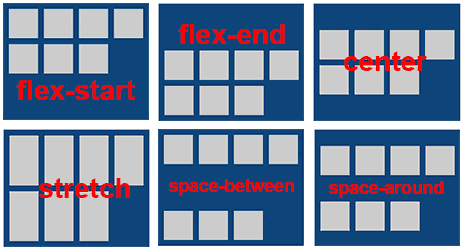 flex-start
flex-end
center
stretch
space-between
space-around